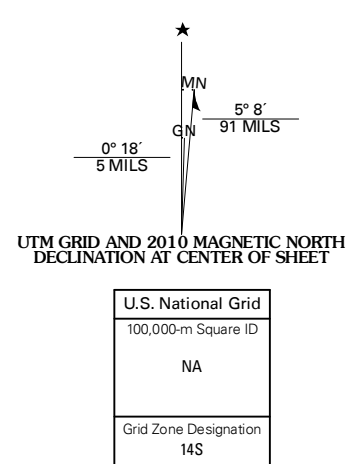 MN
5° 8´
91 MILS
GN
0° 18´
5 MILS
UTM GRID AND 2010 MAGNETIC NORTH
DECLINATION AT CENTER OF SHEET
U.S. National Grid
100,000-m Square ID
NA
Grid Zone Designation
14S